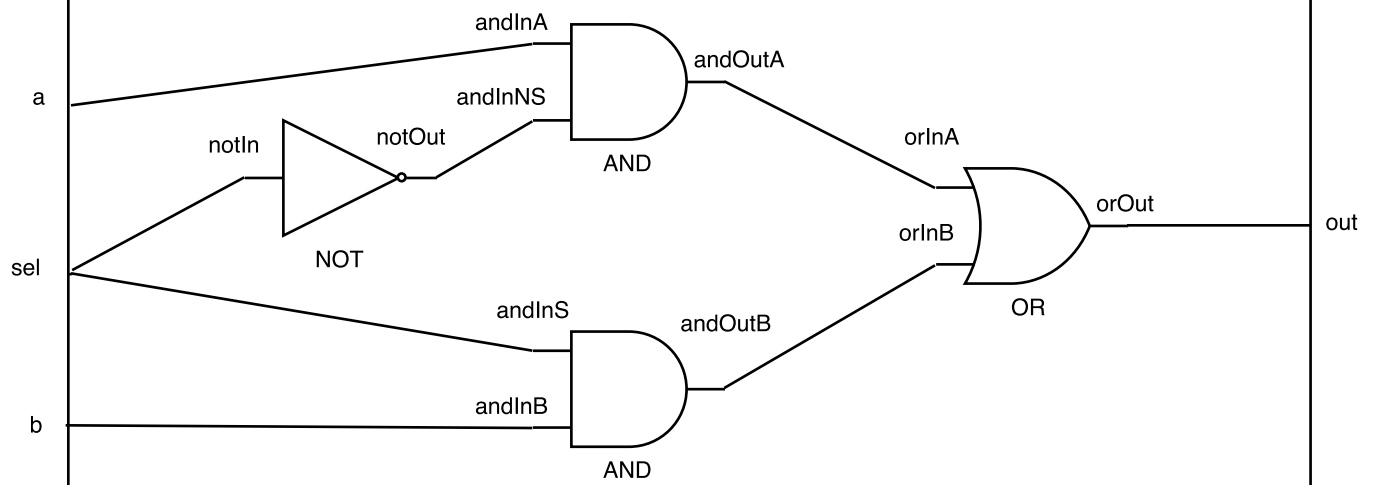 andInA
andOutA
a
andInNS
notOut
notIn
orInA
AND
orOut
out
orInB
NOT
sel
andInS
OR
andOutB
andInB
b
AND